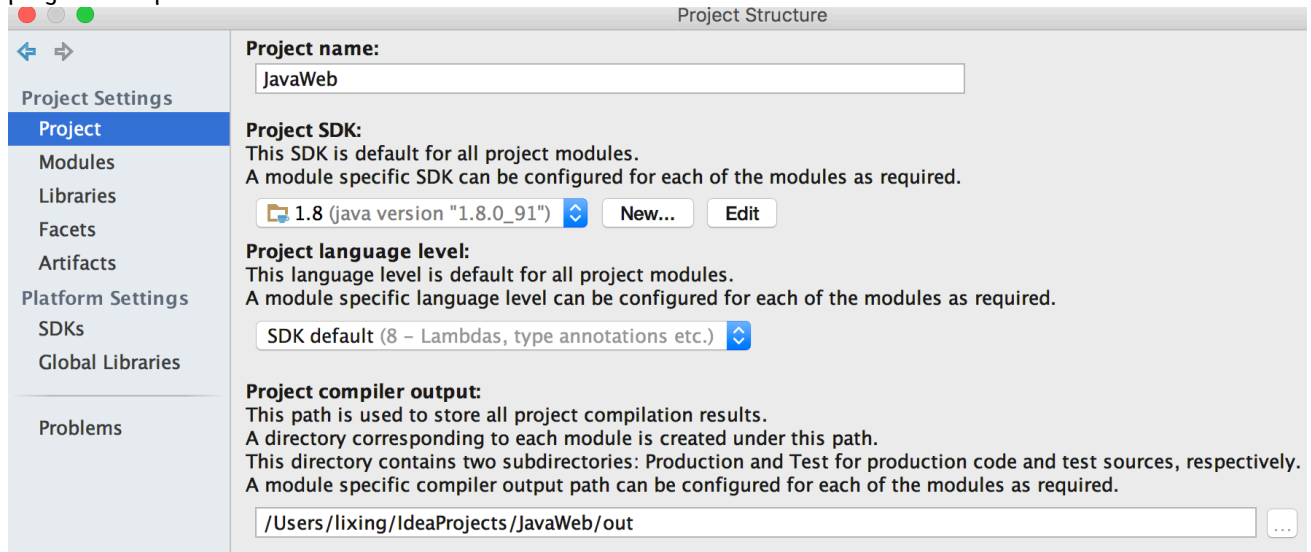 Project Structure
Project Settings
Project
Modules
Libraries
Facets
Artifacts
Platform Settings
SDKs
Global Libraries
Problems
Project name:
JavaWeb
Project SDK:
This SDK is default for all project modules.
A module specific SDK can be configured for each of the modules as required.
1.8 (java version "1.8.0_91") New... Edit
Project language level:
This language level is default for all project modules.
A module specific language level can be configured for each of the modules as required.
SDK default (8 – Lambdas, type annotations etc.)
Project compiler output:
This path is used to store all project compilation results.
A directory corresponding to each module is created under this path.
This directory contains two subdirectories: Production and Test for production code and test sources, respectively.
A module specific compiler output path can be configured for each of the modules as required.
/Users/lixing/IdeaProjects/JavaWeb/out
...